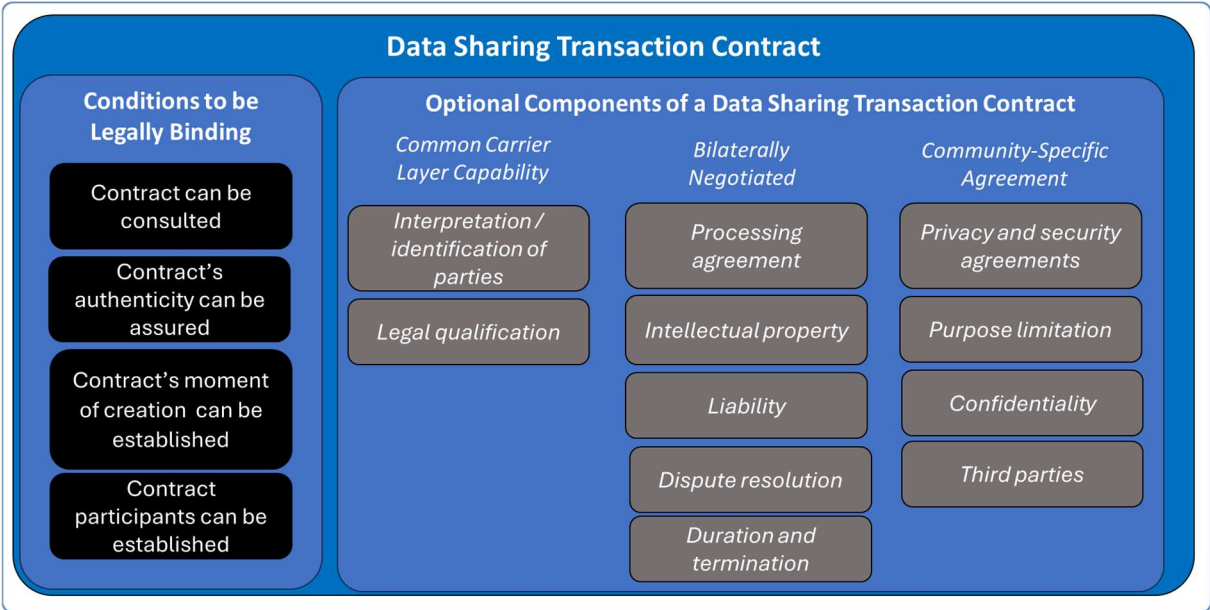 Data Sharing Transaction Contract
Conditions to be
Legally Binding
Contract can be
consulted
Contract’s
authenticity can be
assured
Contract’s moment
of creation can be
established
Contract
participants can be
established
Optional Components of a Data Sharing Transaction Contract
Common Carrier
Layer Capability
Interpretation /
identification of
parties
Legal qualification
Bilaterally
Negotiated
Processing
agreement
Intellectual property
Liability
Dispute resolution
Duration and
termination
Community-Specific
Agreement
Privacy and security
agreements
Purpose limitation
Confidentiality
Third parties